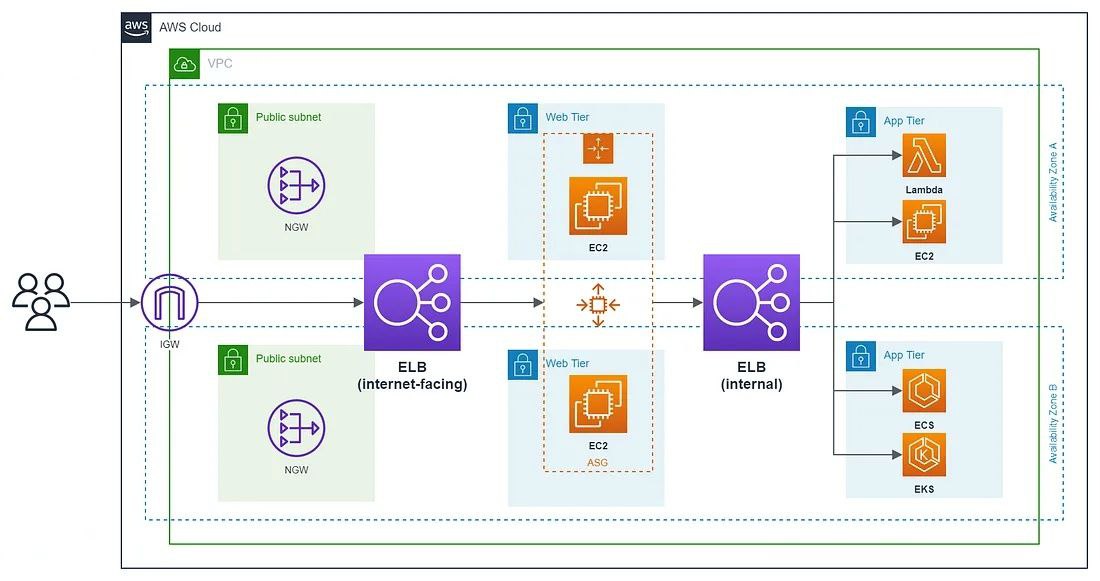 aws
AWS Cloud
VPC
Public subnet
NGW
Web Tier
EC2
App Tier
Lambda
EC2
Availability Zone A
IGW
ELB
(internet-facing)
ELB
(internal)
Public subnet
NGW
Web Tier
EC2
ASG
App Tier
ECS
K
EKS
Availability Zone B